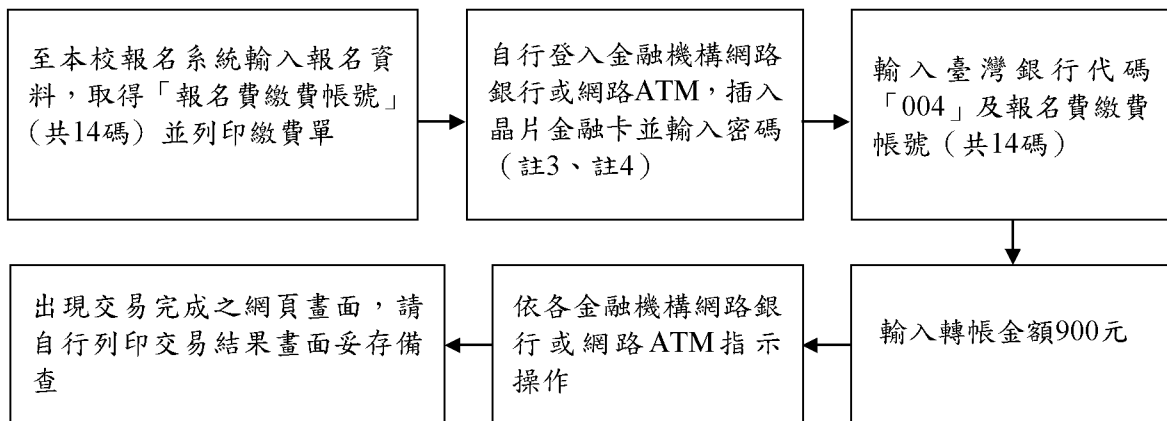 至本校報名系統輸入報名資
料，取得「報名費繳費帳號」
(共14碼) 並列印繳費單
自行登入金融機構網路
銀行或網路ATM，插入
晶片金融卡並輸入密碼
（註3、註4）
輸入臺灣銀行代碼
「004」及報名費繳費
帳號（共14碼）
輸入轉帳金額900元
依各金融機構網路銀
行或網路ATM指示
操作
出現交易完成之網頁畫面，請
自行列印交易結果畫面妥存備
查